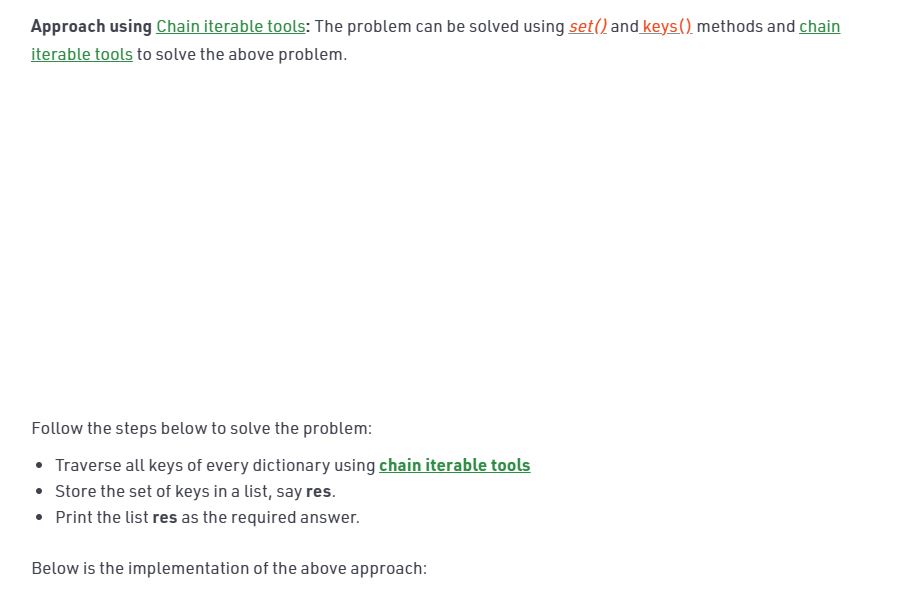 Approach using Chain iterable tools: The problem can be solved using set() and keys() methods and chain
iterable tools to solve the above problem.
Follow the steps below to solve the problem:
• Traverse all keys of every dictionary using chain iterable tools
• Store the set of keys in a list, say res.
• Print the list res as the required answer.
Below is the implementation of the above approach: